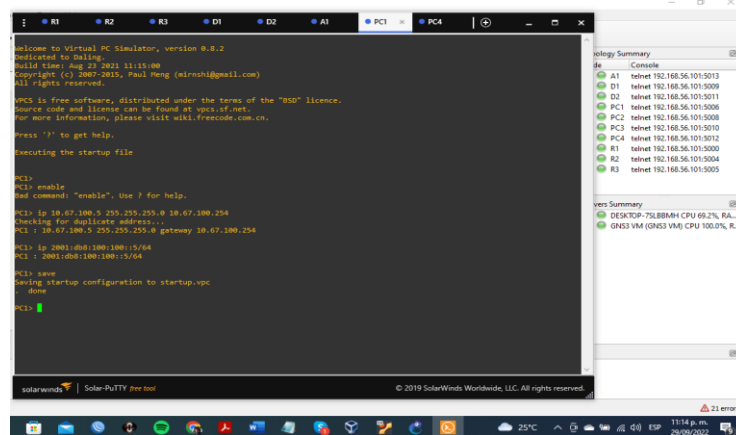 R1 R2 R3 D1 D2 A1 PC1 × PC4
Welcome to Virtual PC Simulator, version 0.8.2
Dedicated to Daling.
Build time: Aug 23 2021 11:15:00
Copyright (c) 2007-2015, Paul Meng (mirnshi@gmail.com)
All rights reserved.
VPCS is free software, distributed under the terms of the "BSD" licence.
Source code and license can be found at vpcs.sf.net.
For more information, please visit wiki.freecode.com.cn.
Press '?' to get help.
Executing the startup file
PC1>
PC1> enable
Bad command: "enable". Use ? for help.
PC1> ip 10.67.100.5 255.255.255.0 10.67.100.254
Checking for duplicate address...
PC1 : 10.67.100.5 255.255.255.0 gateway 10.67.100.254
PC1> ip 2001:db8:100:100::5/64
PC1 : 2001:db8:100:100::5/64
PC1> save
Saving startup configuration to startup.vpc
. done
PC1>
solarwinds Solar-PuTTY free tool © 2019 SolarWinds Worldwide, LLC. All rights reserved.
ology Summary
de Console
A1 telnet 192.168.56.101:5013
D1 telnet 192.168.56.101:5009
D2 telnet 192.168.56.101:5011
PC1 telnet 192.168.56.101:5006
PC2 telnet 192.168.56.101:5008
PC3 telnet 192.168.56.101:5010
PC4 telnet 192.168.56.101:5012
R1 telnet 192.168.56.101:5000
R2 telnet 192.168.56.101:5004
R3 telnet 192.168.56.101:5005
vers Summary
DESKTOP-7SLBBMH CPU 69.2%, RA...
GNS3 VM (GNS3 VM) CPU 100.0%, R...
21 error
25°C ESP 11:14 p. m.
29/09/2022